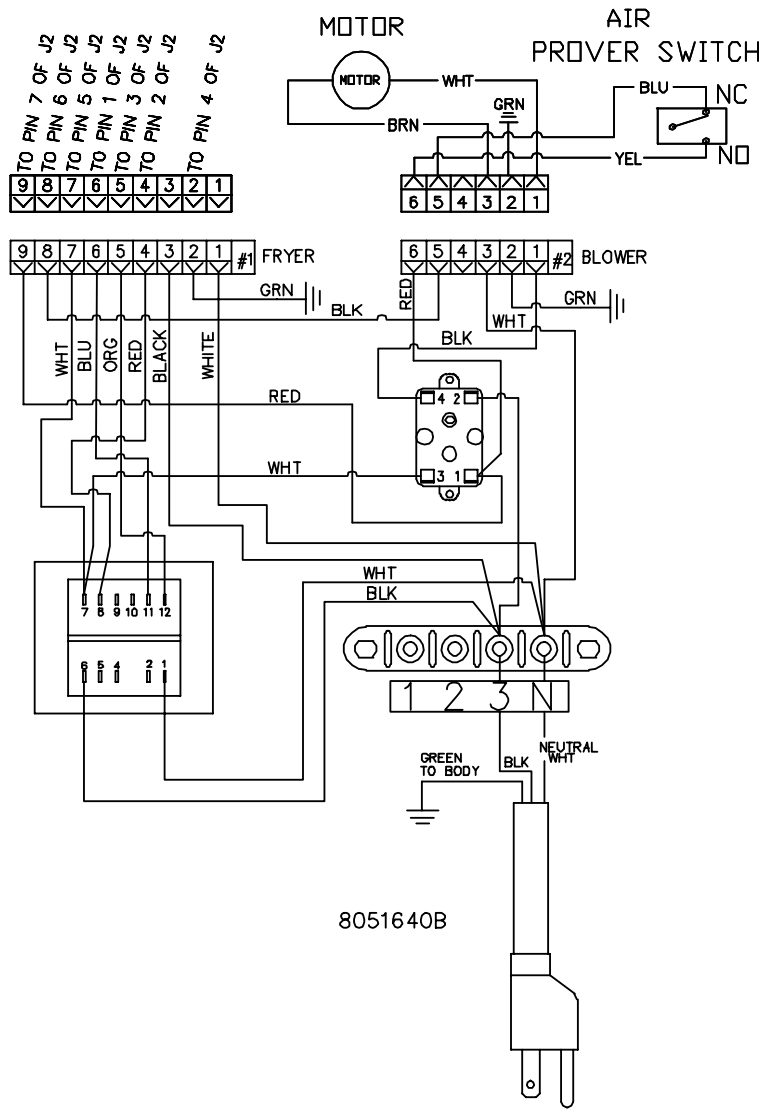 MOTOR
AIR
PROVER SWITCH
TO PIN 7 OF J2
TO PIN 6 OF J2
TO PIN 5 OF J2
TO PIN 1 OF J2
TO PIN 3 OF J2
TO PIN 2 OF J2
TO PIN 4 OF J2
MOTOR
WHT
BLU
NC
GRN
BRN
YEL
NO
9 8 7 6 5 4 3 2 1
6 5 4 3 2 1
9 8 7 6 5 4 3 2 1 #1 FRYER
6 5 4 3 2 1 #2 BLOWER
GRN
RED
GRN
BLK
WHT
BLK
WHT
BLU
ORG
RED
BLACK
WHITE
RED
4 2
WHT
3 1
WHT
BLK
7 8 9 10 11 12
6 5 4 2 1
1 2 3 N
NEUTRAL
WHT
GREEN
TO BODY
BLK
8051640B